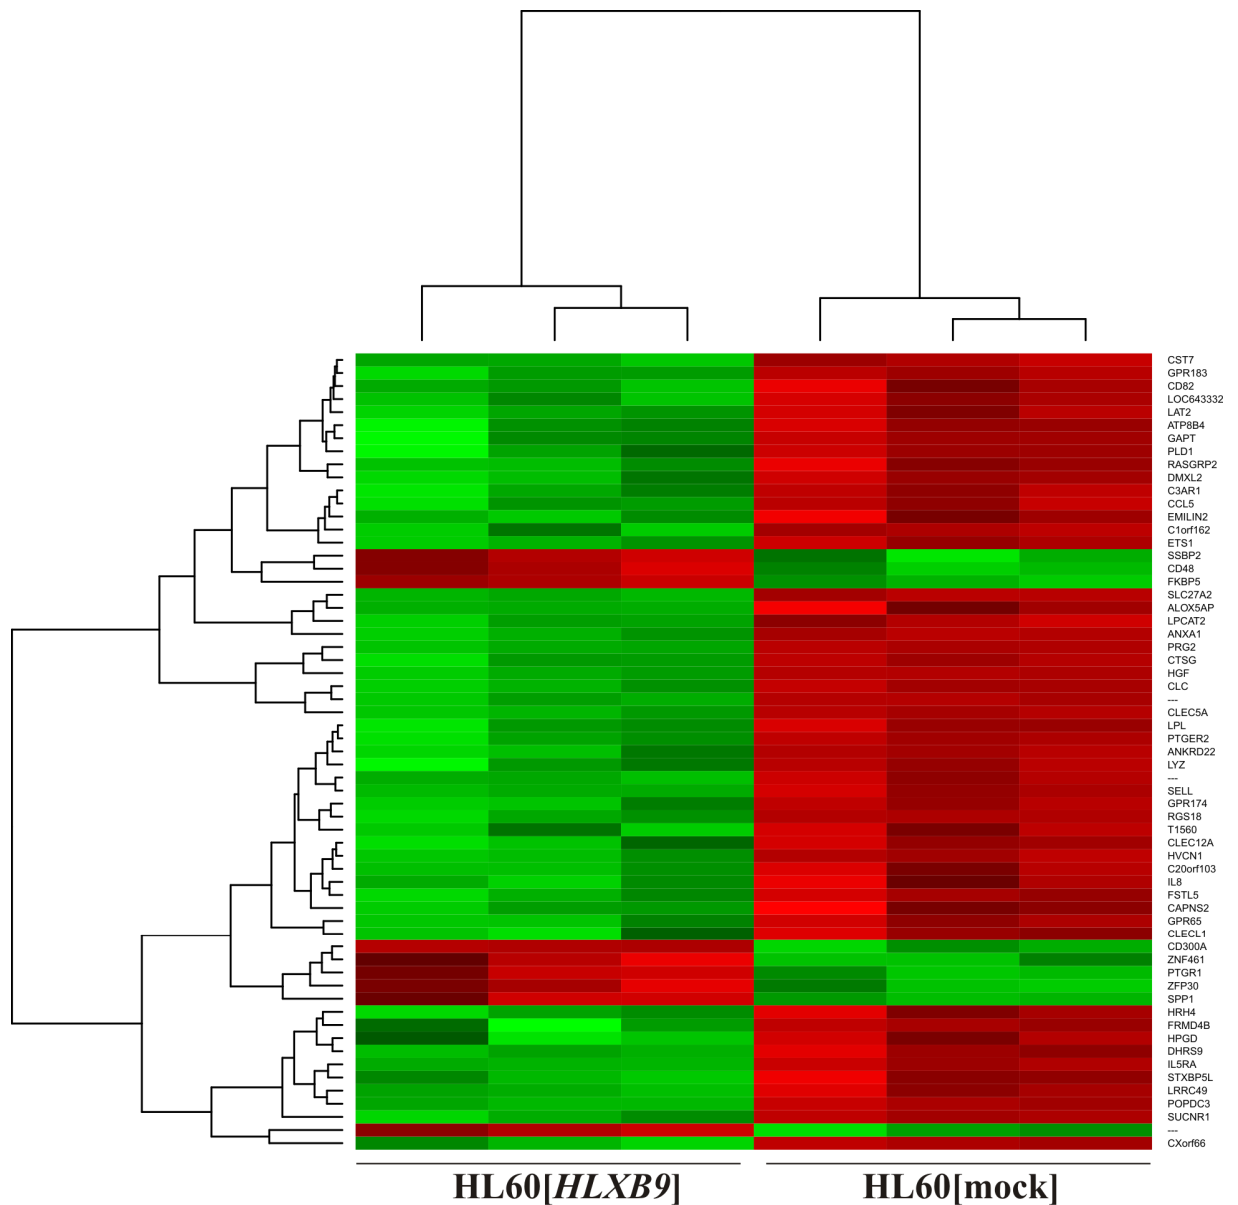 CST7
GPR183
CD82
LOC643332
LAT2
ATP8B4
GAPT
PLD1
RASGRP2
DMXL2
C3AR1
CCL5
EMILIN2
C1orf162
ETS1
SSBP2
CD48
FKBP5
SLC27A2
ALOX5AP
LPCAT2
ANXA1
PRG2
CTSG
HGF
CLC
---
CLEC5A
LPL
PTGER2
ANKRD22
LYZ
---
SELL
GPR174
RGS18
T1560
CLEC12A
HVCN1
C20orf103
IL8
FSTL5
CAPNS2
GPR65
CLECL1
CD300A
ZNF461
PTGR1
ZFP30
SPP1
HRH4
FRMD4B
HPGD
DHRS9
IL5RA
STXBP5L
LRRC49
POPDC3
SUCNR1
---
CXorf66
HL60[HLXB9] HL60[mock]